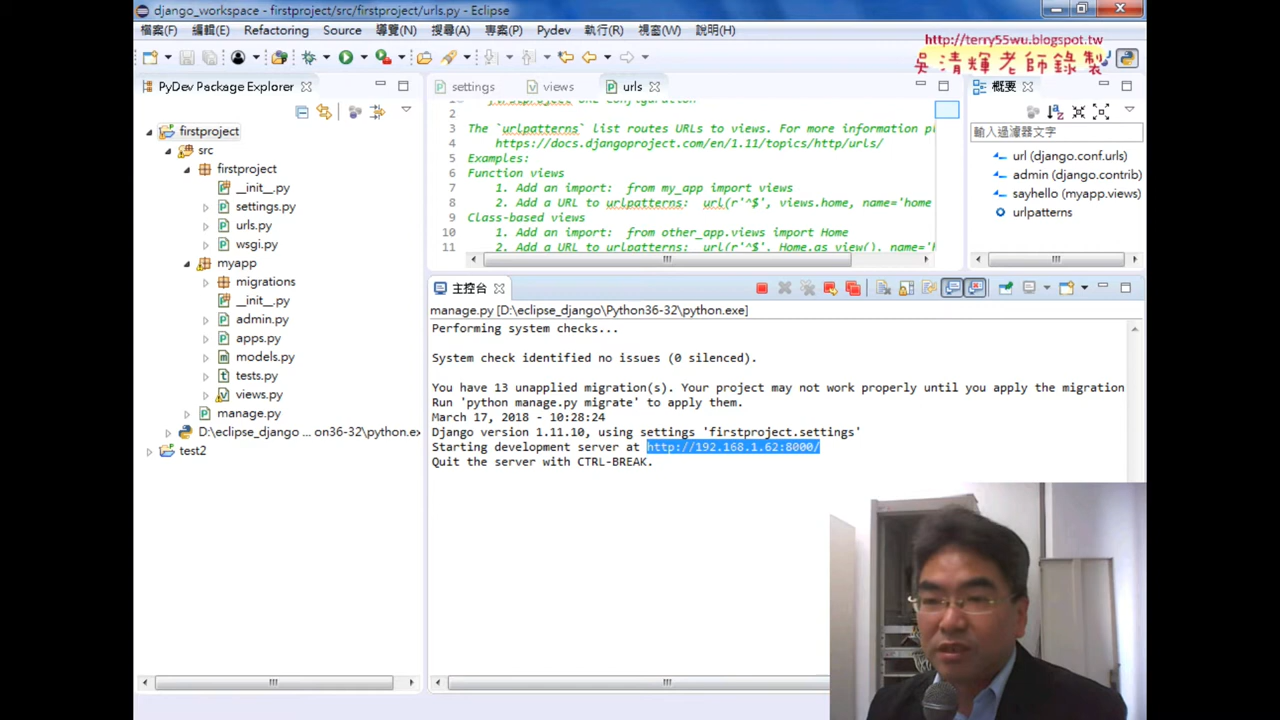 django_workspace - firstproject/src/firstproject/urls.py - Eclipse
檔案(F) 編輯(E) Refactoring Source 導覽(N) 搜尋(A) 專案(P) Pydev 執行(R) 視窗(W) 說明(H)
http://terry55wu.blogspot.tw
吳清輝老師錄製
PyDev Package Explorer
firstproject
src
firstproject
__init__.py
settings.py
urls.py
wsgi.py
myapp
migrations
__init__.py
admin.py
apps.py
models.py
tests.py
views.py
manage.py
D:\eclipse_django ... on36-32\python.exe
test2
settings views urls
1 firstproject URL Configuration
2
3 The `urlpatterns` list routes URLs to views. For more information pl
4 https://docs.djangoproject.com/en/1.11/topics/http/urls/
5 Examples:
6 Function views
7 1. Add an import: from my_app import views
8 2. Add a URL to urlpatterns: url(r'^$', views.home, name='home
9 Class-based views
10 1. Add an import: from other_app.views import Home
11 2. Add a URL to urlpatterns: url(r'^$', Home.as_view(), name='h
概要
輸入過濾器文字
url (django.conf.urls)
admin (django.contrib)
sayhello (myapp.views)
urlpatterns
主控台
manage.py [D:\eclipse_django\Python36-32\python.exe]
Performing system checks...
System check identified no issues (0 silenced).
You have 13 unapplied migration(s). Your project may not work properly until you apply the migration
Run 'python manage.py migrate' to apply them.
March 17, 2018 - 10:28:24
Django version 1.11.10, using settings 'firstproject.settings'
Starting development server at http://192.168.1.62:8000/
Quit the server with CTRL-BREAK.